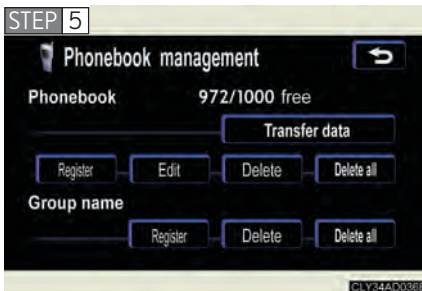 STEP 5
Phonebook management
Phonebook 972/1000 free
Transfer data
Register Edit Delete Delete all
Group name
Register Delete Delete all
CLY34AD036B